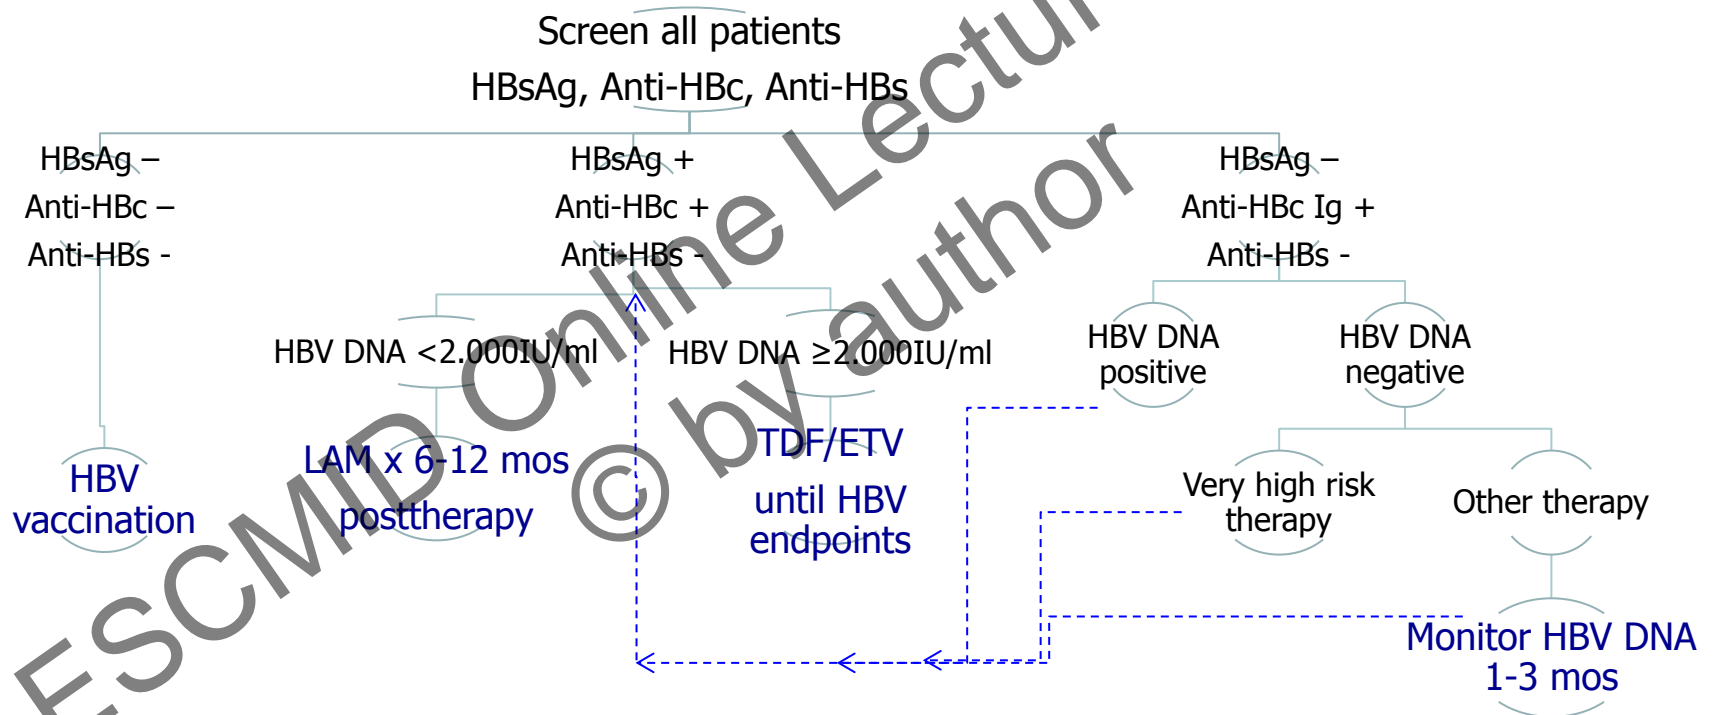 Screen all patients
HBsAg, Anti-HBc, Anti-HBs
HBsAg –
Anti-HBc –
Anti-HBs -
HBV
vaccination
HBsAg +
Anti-HBc +
Anti-HBs -
HBV DNA <2.000IU/ml
LAM x 6-12 mos
posttherapy
HBV DNA ≥2.000IU/ml
TDF/ETV
until HBV
endpoints
HBsAg –
Anti-HBc Ig +
Anti-HBs -
HBV DNA
positive
HBV DNA
negative
Very high risk
therapy
Other therapy
Monitor HBV DNA
1-3 mos
ESCMID Online Lectur
© by author